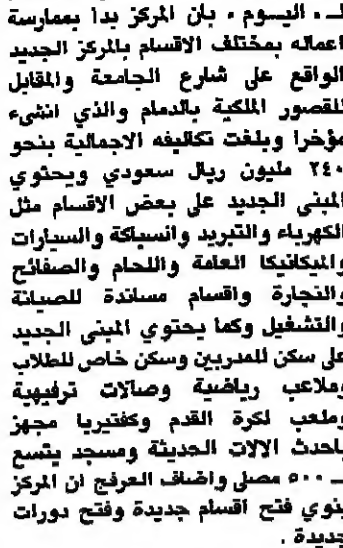 لـ «اليـــوم» بان المركز بدا بممارسة
اعماله بمختلف الاقسام بالمركز الجديد
الواقع على شارع الجامعة والمقابل
للقصور الملكية بالدمام والذي انشىء
مؤخرا وبلغت تكاليفه الاجمالية بنحو
٢٤٠ مليون ريال سعودي ويحتوي
المبنى الجديد على بعض الاقسام مثل
الكهرباء والتبريد والسباكة والسيارات
والميكانيكا العامة واللحام والصفائح
والنجارة واقسام مساندة للصيانة
والتشغيل وكما يحتوي المبنى الجديد
على سكن للمدربين وسكن خاص للطلاب
وملاعب رياضية وصالات ترفيهية
وملعب لكرة القدم وكفتيريا مجهز
باحدث الالات الحديثة ومسجد يتسع
لـ ٥٠٠ مصلى واضاف العرفج ان المركز
ينوي فتح اقسام جديدة وفتح دورات
جديدة .